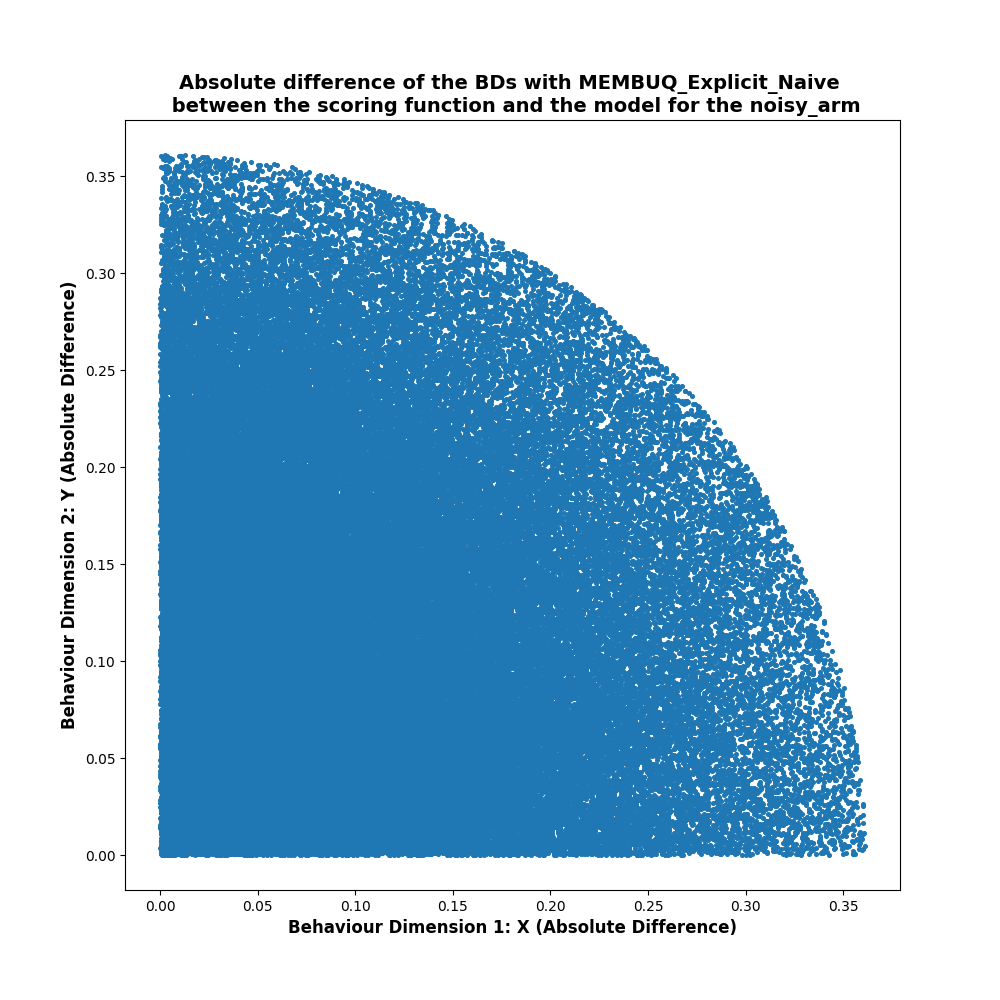 Absolute difference of the BDs with MEMBUQ_Explicit_Naive
between the scoring function and the model for the noisy_arm
Behaviour Dimension 2: Y (Absolute Difference)
0.35
0.30
0.25
0.20
0.15
0.10
0.05
0.00
0.00 0.05 0.10 0.15 0.20 0.25 0.30 0.35
Behaviour Dimension 1: X (Absolute Difference)